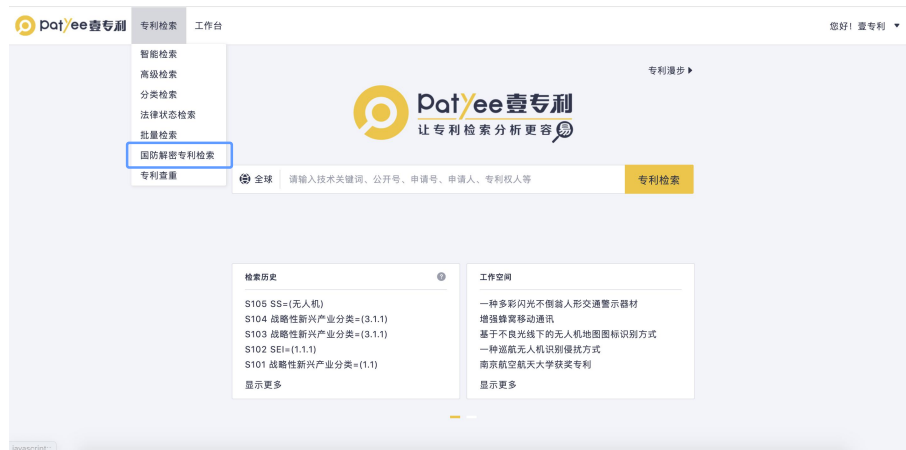 patyee壹专利 专利检索 工作台 您好！壹专利 ▼
智能检索
高级检索
分类检索
法律状态检索
批量检索
国防解密专利检索
专利查重
专利漫步
patyee壹专利
让专利检索分析更容易
全球 请输入技术关键词、公开号、申请号、申请人、专利权人等 专利检索
检索历史 ?
S105 SS=(无人机)
S104 战略性新兴产业分类=(3.1.1)
S103 战略性新兴产业分类=(3.1.1)
S102 SEI=(1.1.1)
S101 战略性新兴产业分类=(1.1)
显示更多
工作空间
一种多彩闪光不倒翁人形交通警示器材
增强蜂窝移动通讯
基于不良光线下的无人机地图图标识别方式
一种巡航无人机识别侵扰方式
南京航空航天大学获奖专利
显示更多
javascript:;